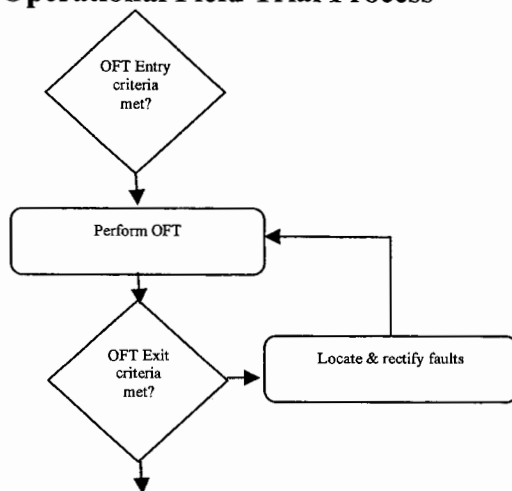 Operational Field Trial Process
OFT Entry
criteria
met?
Perform OFT
OFT Exit
criteria
met?
Locate & rectify faults